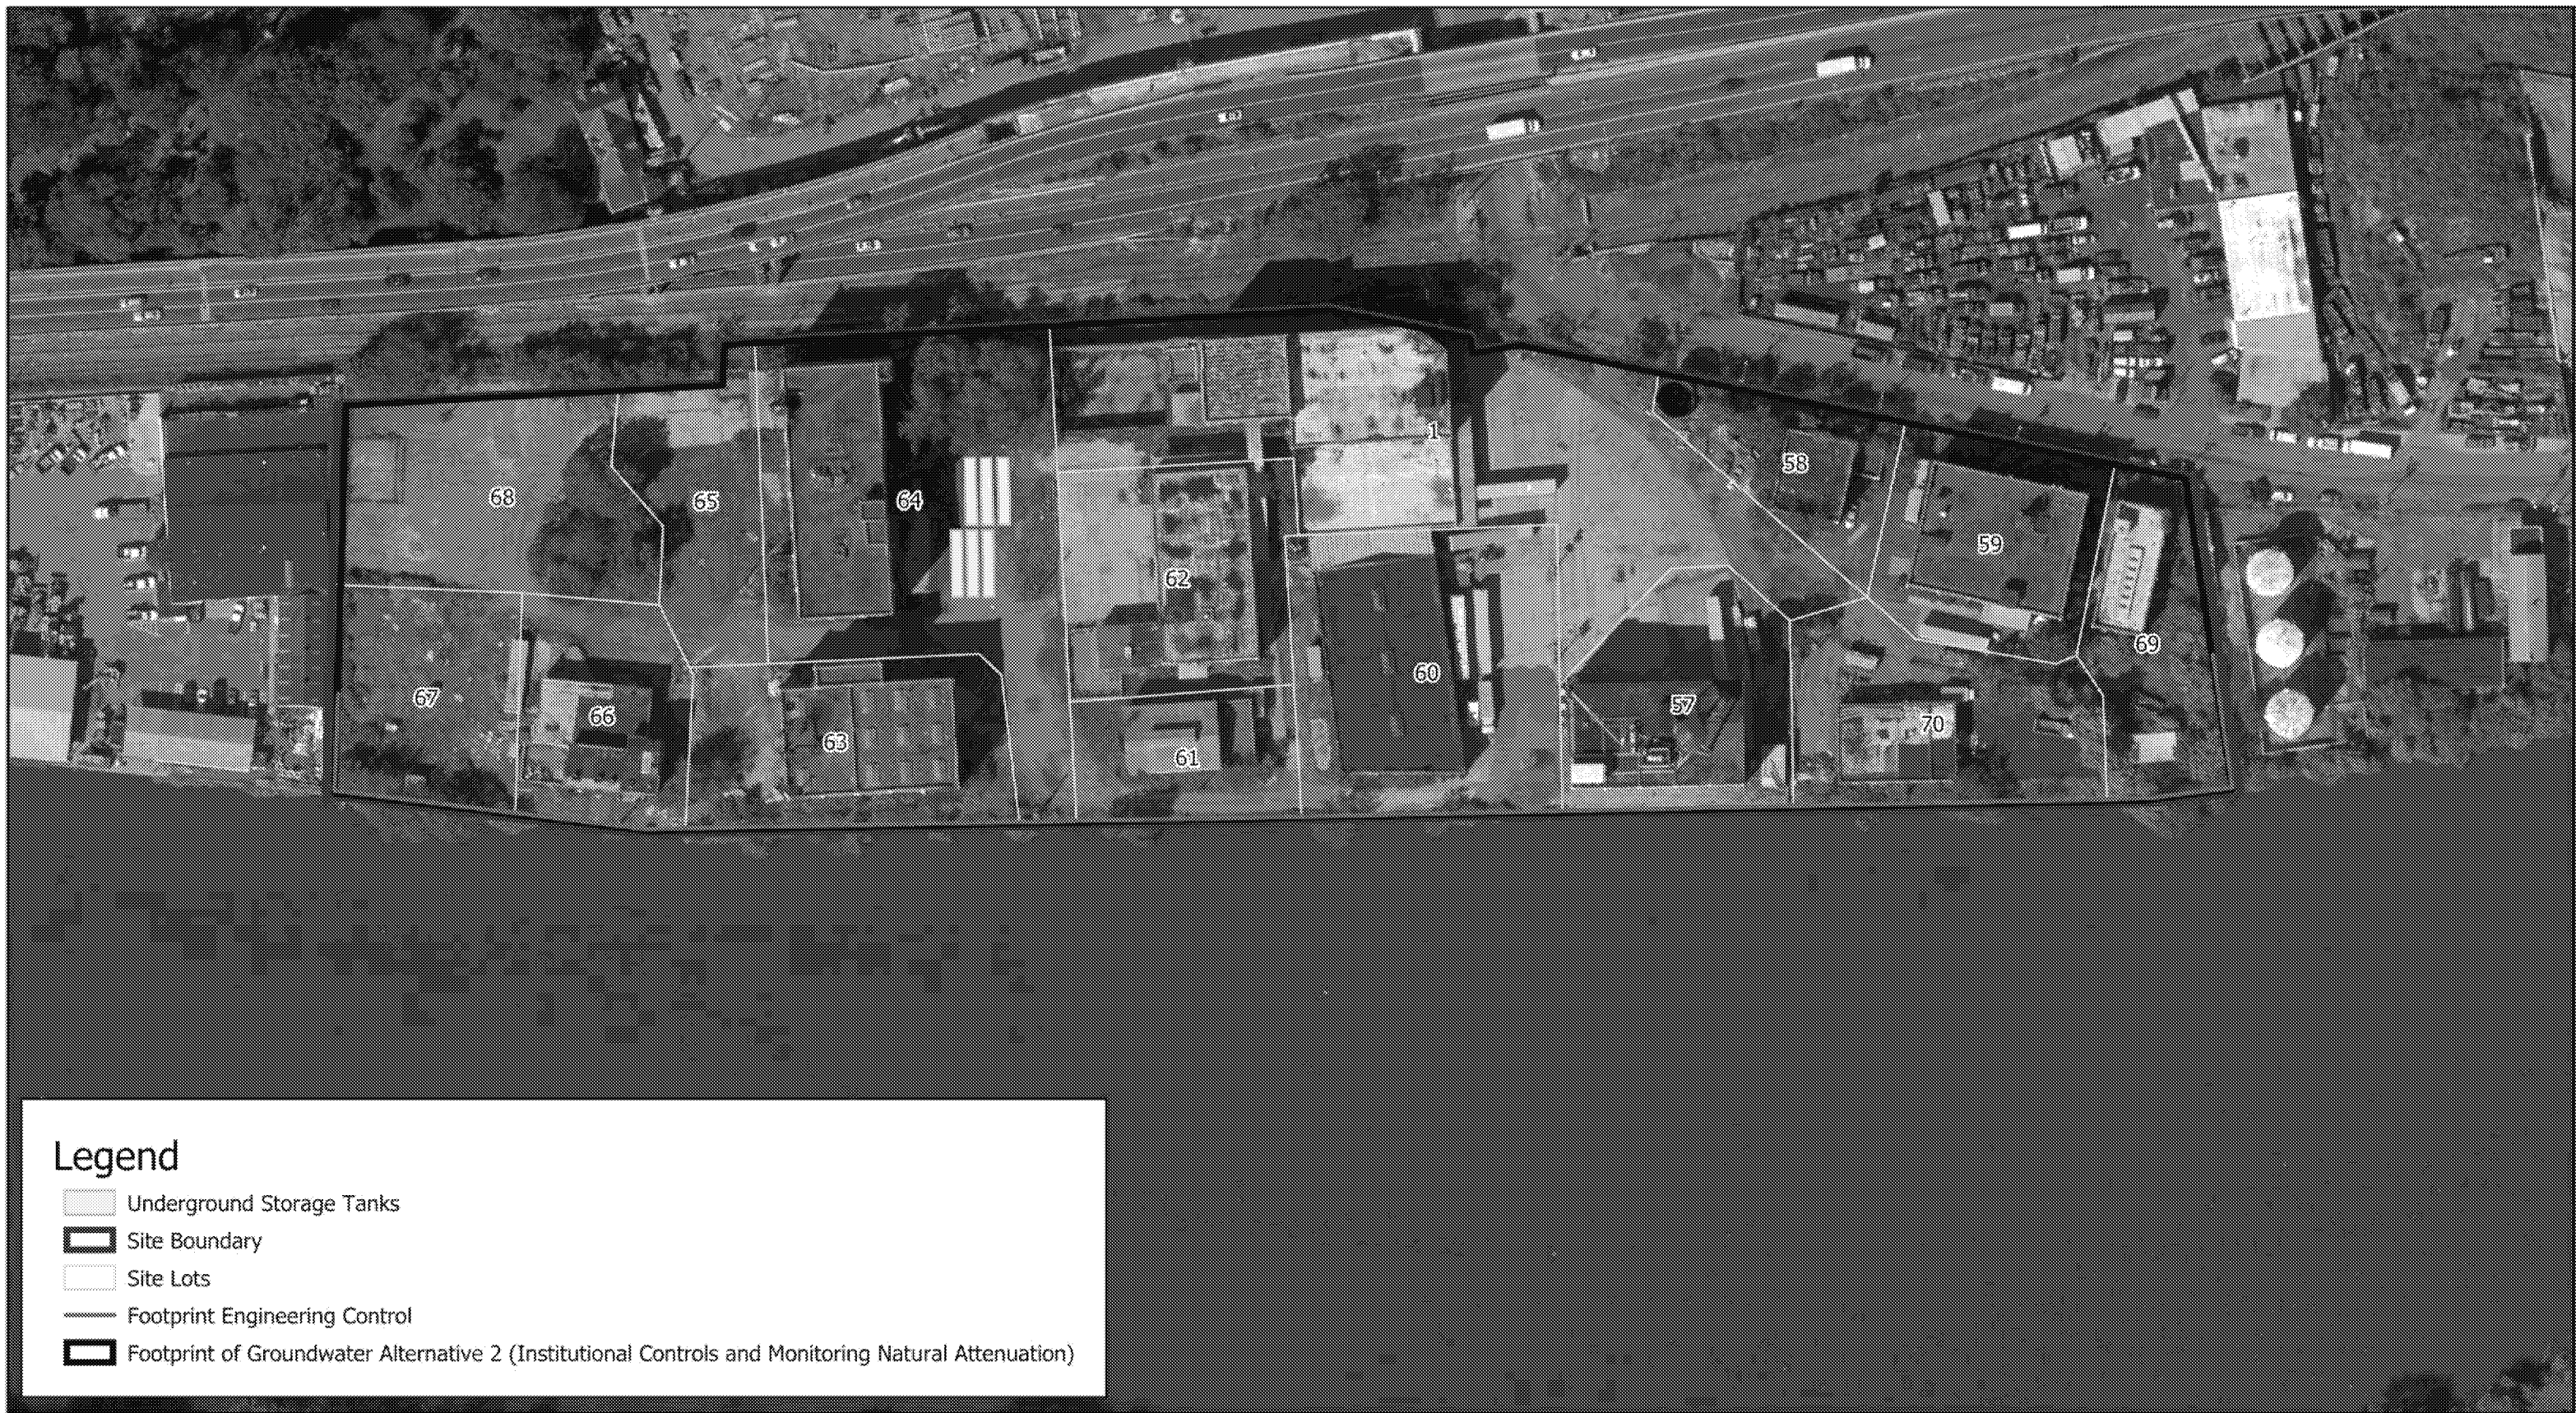 1
58
68
65
64
59
62
69
60
67
66
57
70
63
61
Legend
Underground Storage Tanks
Site Boundary
Site Lots
Footprint Engineering Control
Footprint of Groundwater Alternative 2 (Institutional Controls and Monitoring Natural Attenuation)